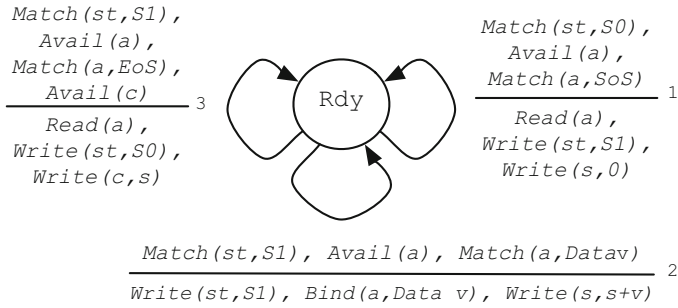 Match(st,S1),
Avail(a),
Match(a,EoS),
Avail(c)
3
Read(a),
Write(st,S0),
Write(c,s)
Rdy
Match(st,S0),
Avail(a),
Match(a,SoS)
1
Read(a),
Write(st,S1),
Write(s,0)
Match(st,S1), Avail(a), Match(a,Datav)
2
Write(st,S1), Bind(a,Data v), Write(s,s+v)